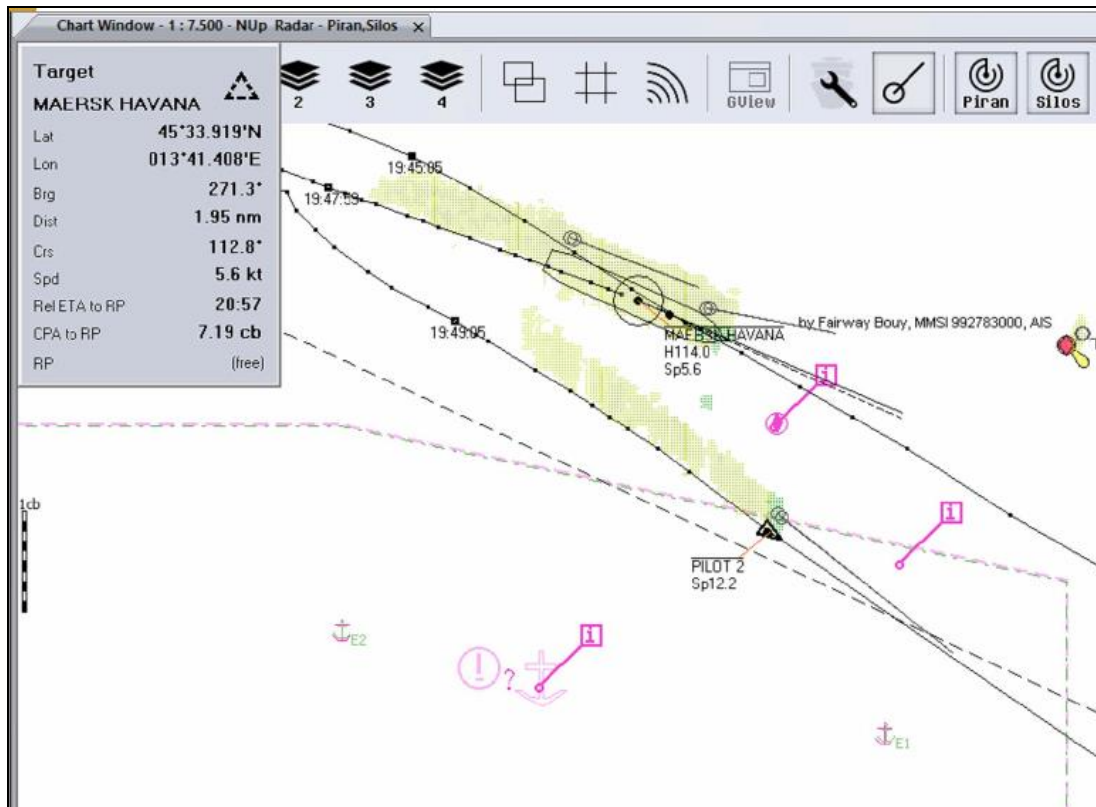 Chart Window - 1 : 7.500 - NUp Radar - Piran,Silos
Target
MAERSK HAVANA
Lat 45°33.919'N
Lon 013°41.408'E
Brg 271.3°
Dist 1.95 nm
Crs 112.8°
Spd 5.6 kt
Rel ETA to RP 20:57
CPA to RP 7.19 cb
RP (free)
2
3
4
GView
Piran
Silos
19:45:05
19:47:59
19:49:05
by Fairway Bouy, MMSI 992783000, AIS
MAERSK HAVANA
H114.0
Sp5.6
i
i
1cb
PILOT 2
Sp12.2
E2
i
! ?
E1